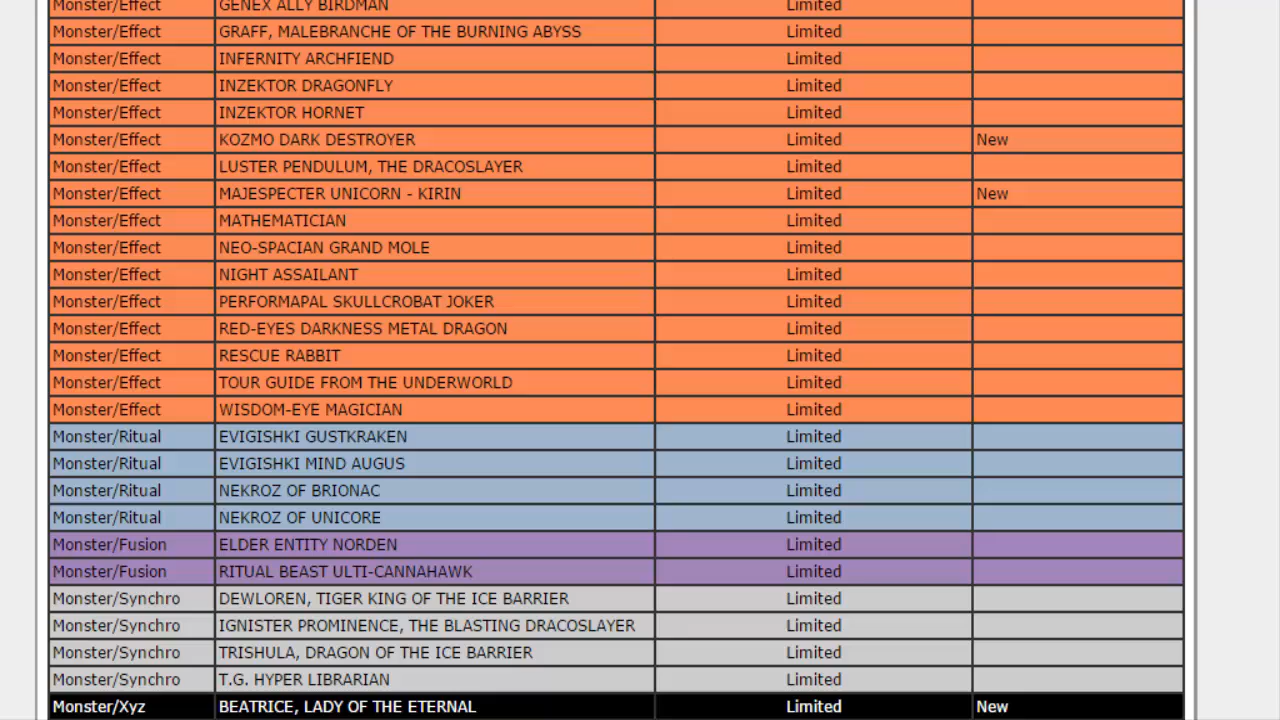 Monster/Effect GENEX ALLY BIRDMAN Limited
Monster/Effect GRAFF, MALEBRANCHE OF THE BURNING ABYSS Limited
Monster/Effect INFERNITY ARCHFIEND Limited
Monster/Effect INZEKTOR DRAGONFLY Limited
Monster/Effect INZEKTOR HORNET Limited
Monster/Effect KOZMO DARK DESTROYER Limited New
Monster/Effect LUSTER PENDULUM, THE DRACOSLAYER Limited
Monster/Effect MAJESPECTER UNICORN - KIRIN Limited New
Monster/Effect MATHEMATICIAN Limited
Monster/Effect NEO-SPACIAN GRAND MOLE Limited
Monster/Effect NIGHT ASSAILANT Limited
Monster/Effect PERFORMAPAL SKULLCROBAT JOKER Limited
Monster/Effect RED-EYES DARKNESS METAL DRAGON Limited
Monster/Effect RESCUE RABBIT Limited
Monster/Effect TOUR GUIDE FROM THE UNDERWORLD Limited
Monster/Effect WISDOM-EYE MAGICIAN Limited
Monster/Ritual EVIGISHKI GUSTKRAKEN Limited
Monster/Ritual EVIGISHKI MIND AUGUS Limited
Monster/Ritual NEKROZ OF BRIONAC Limited
Monster/Ritual NEKROZ OF UNICORE Limited
Monster/Fusion ELDER ENTITY NORDEN Limited
Monster/Fusion RITUAL BEAST ULTI-CANNAHAWK Limited
Monster/Synchro DEWLOREN, TIGER KING OF THE ICE BARRIER Limited
Monster/Synchro IGNISTER PROMINENCE, THE BLASTING DRACOSLAYER Limited
Monster/Synchro TRISHULA, DRAGON OF THE ICE BARRIER Limited
Monster/Synchro T.G. HYPER LIBRARIAN Limited
Monster/Xyz BEATRICE, LADY OF THE ETERNAL Limited New